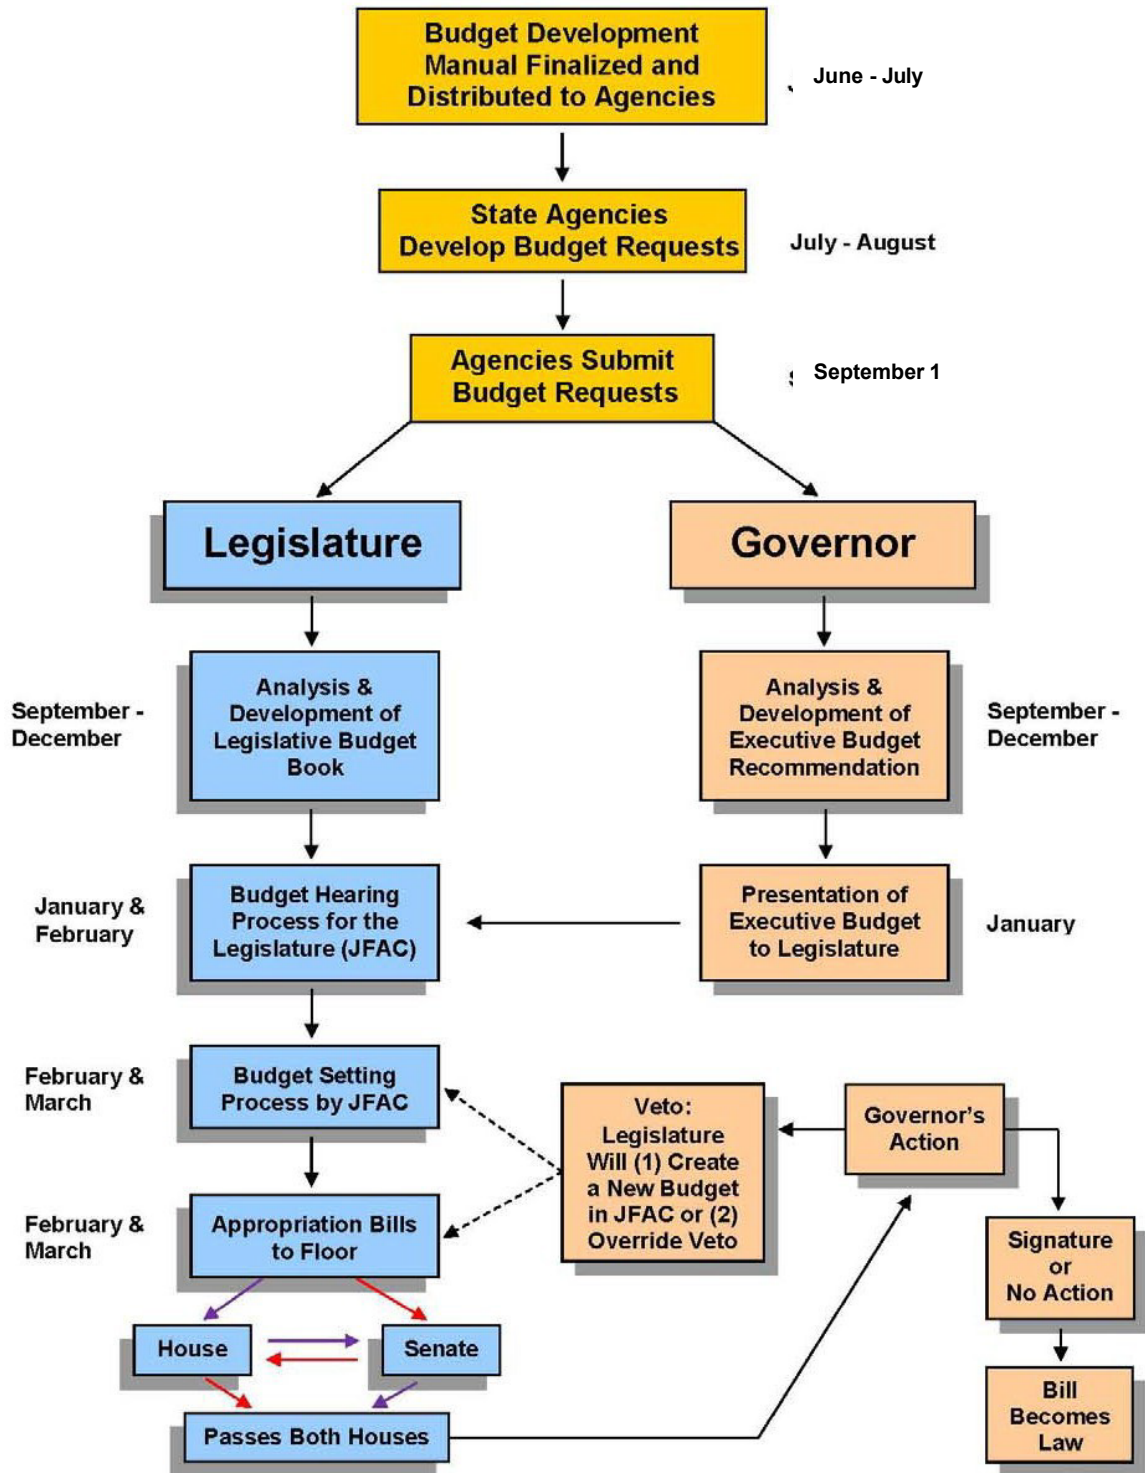 Budget Development
Manual Finalized and
Distributed to Agencies
June - July
State Agencies
Develop Budget Requests
July - August
Agencies Submit
Budget Requests
September 1
Legislature
Governor
September -
December
Analysis &
Development of
Legislative Budget
Book
Analysis &
Development of
Executive Budget
Recommendation
September -
December
January &
February
Budget Hearing
Process for the
Legislature (JFAC)
Presentation of
Executive Budget
to Legislature
January
February &
March
Budget Setting
Process by JFAC
Veto:
Legislature
Will (1) Create
a New Budget
in JFAC or (2)
Override Veto
Governor's
Action
February &
March
Appropriation Bills
to Floor
Signature
or
No Action
House
Senate
Passes Both Houses
Bill
Becomes
Law